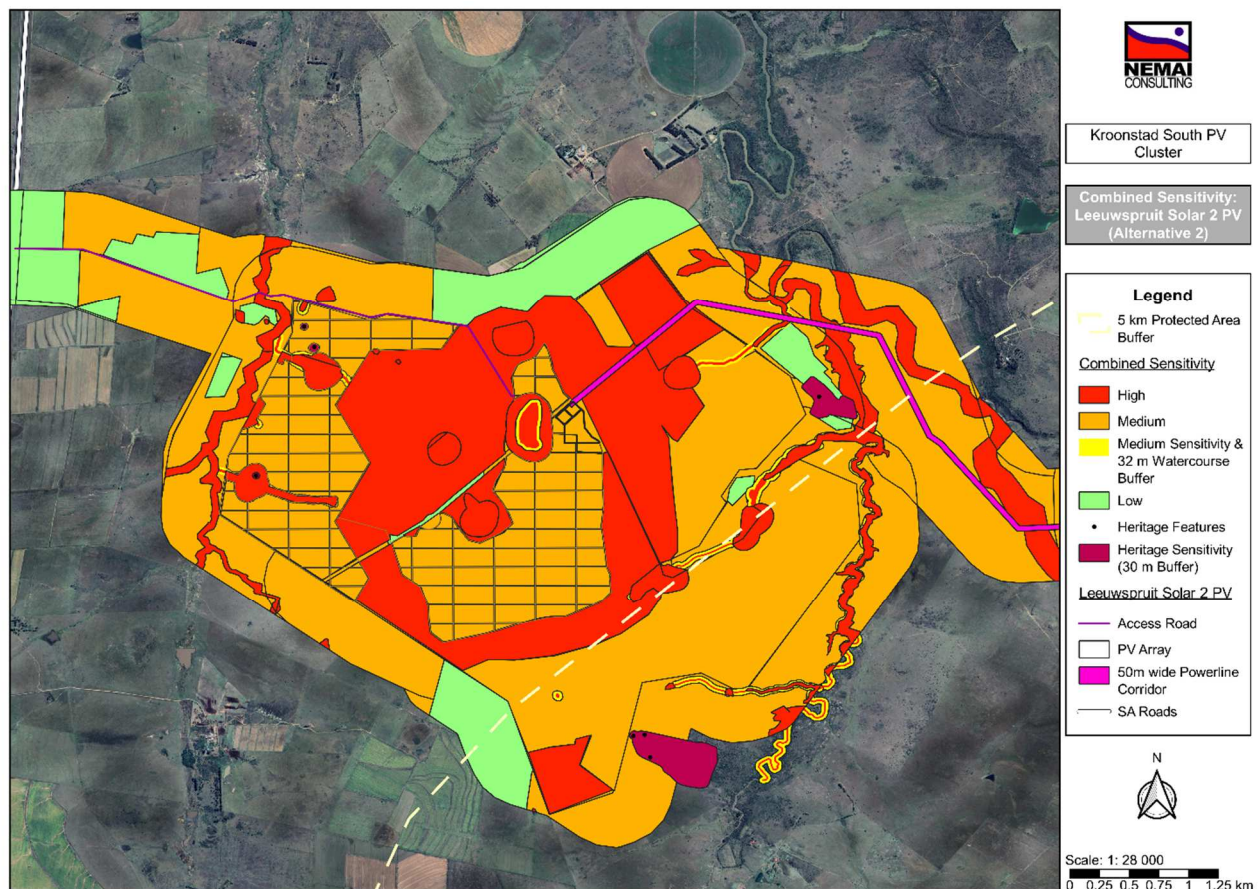 NEMAI
CONSULTING
Kroonstad South PV
Cluster
Combined Sensitivity:
Leeuwspruit Solar 2 PV
(Alternative 2)
Legend
5 km Protected Area
Buffer
Combined Sensitivity
High
Medium
Medium Sensitivity &
32 m Watercourse
Buffer
Low
Heritage Features
Heritage Sensitivity
(30 m Buffer)
Leeuwspruit Solar 2 PV
Access Road
PV Array
50m wide Powerline
Corridor
SA Roads
N
Scale: 1: 28 000
0 0.25 0.5 0.75 1.25 km